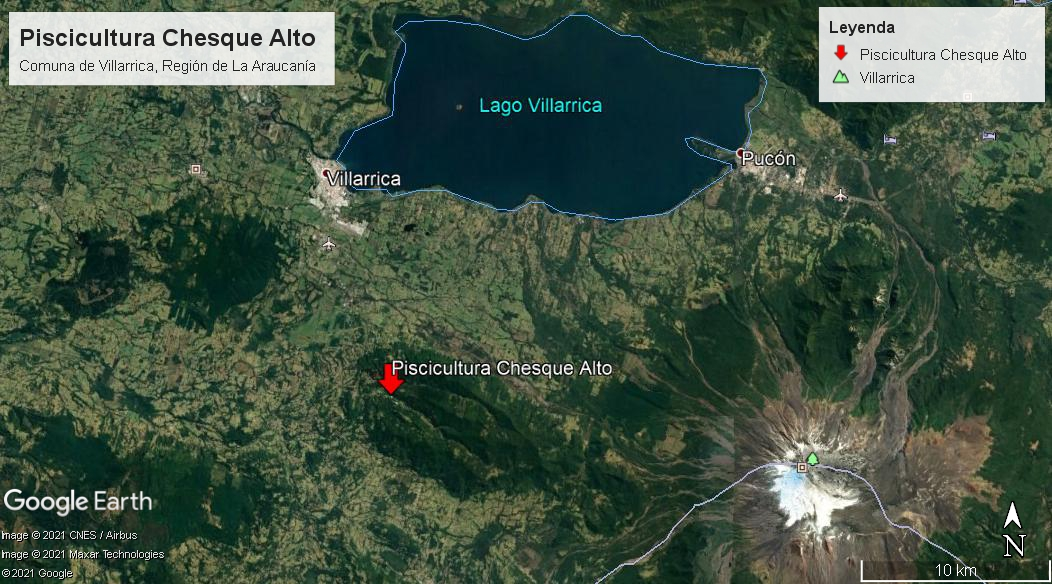 Piscicultura Chesque Alto
Comuna de Villarrica, Región de La Araucanía
Leyenda
Piscicultura Chesque Alto
Villarrica
Lago Villarrica
Pucón
Villarrica
Piscicultura Chesque Alto
Google Earth
Image © 2021 CNES / Airbus
Image © 2021 Maxar Technologies
© 2021 Google
N
10 km